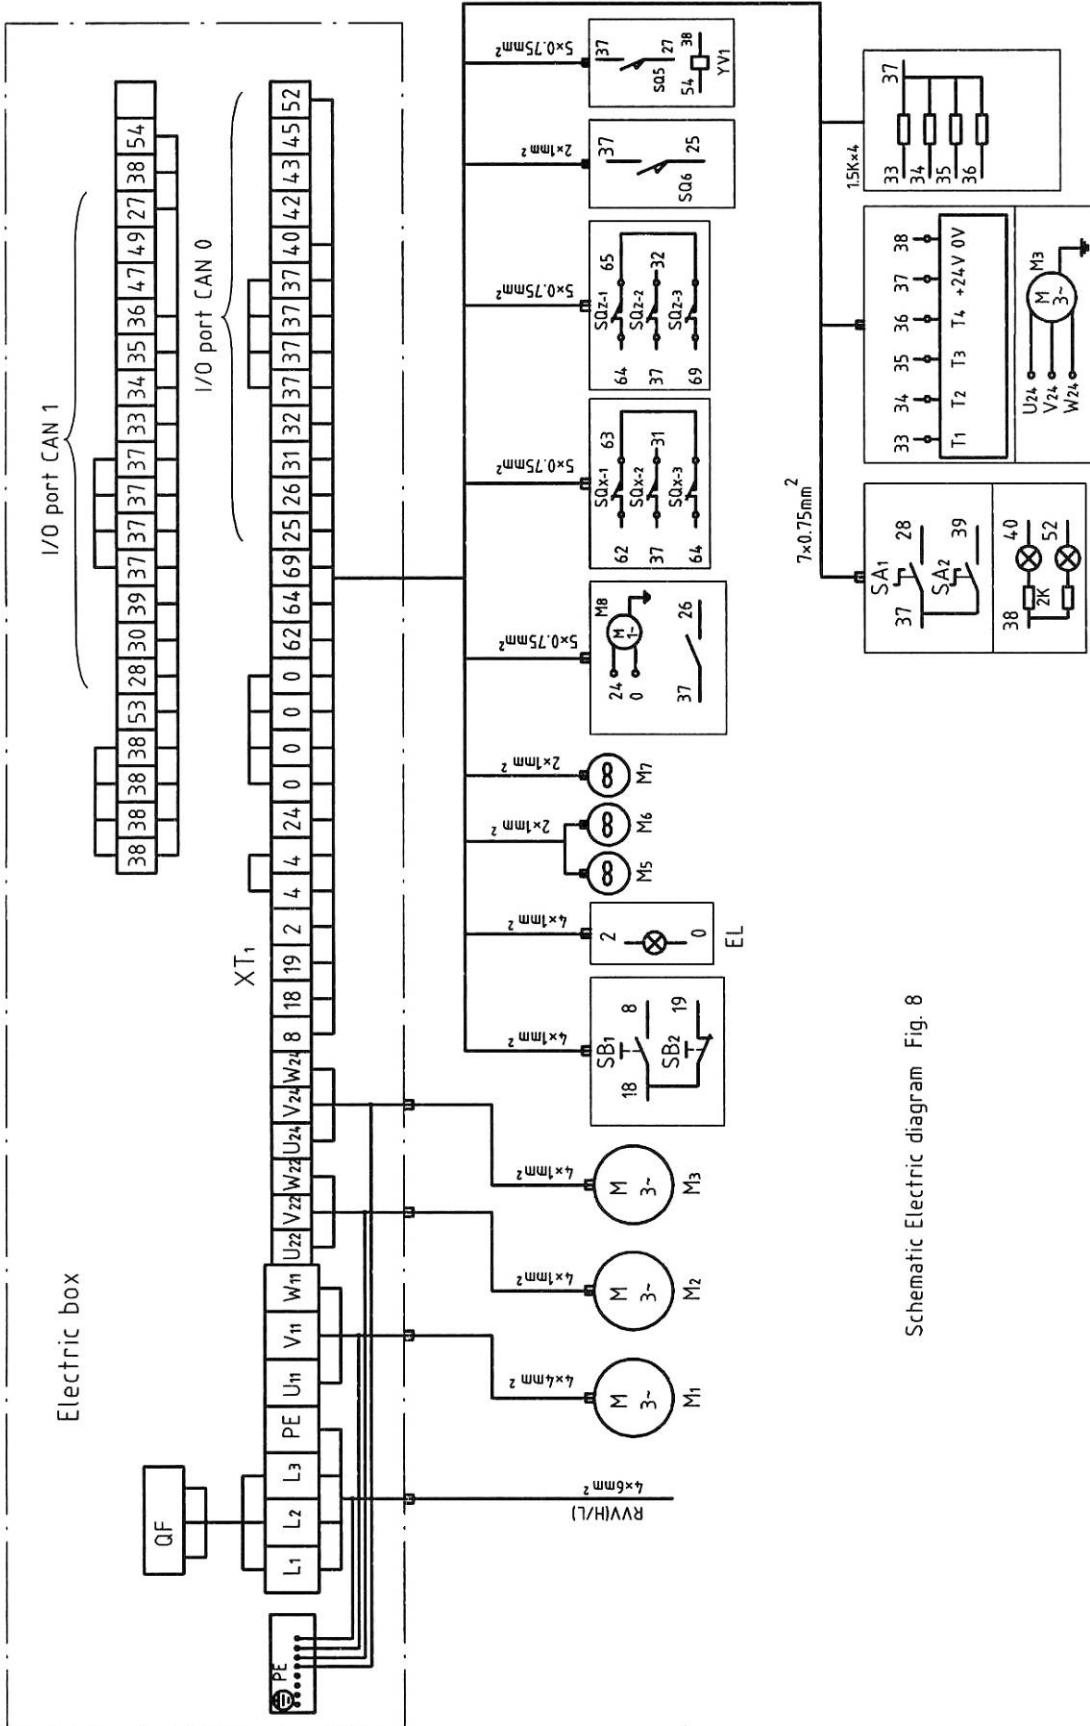 Electric box
QF
PE
L1 L2 L3 PE U11 V11 W11 U22 V22 W22 U24 V24 W24 8 18 19 2 4 4 24 0 0 0 0 62 64 69 25 26 31 32 37 37 37 37 40 42 43 45 52
XT1
I/O port CAN 0
I/O port CAN 1
38 38 38 38 53 28 30 39 37 37 37 37 33 34 35 36 47 49 27 38 54
RVV(H/L)
4×6mm²
4×4mm²
M
3~
M1
4×1mm²
M
3~
M2
4×1mm²
M
3~
M3
4×1mm²
SB1
18 8
SB2
19
4×1mm²
2 0
EL
2×1mm²
M5 M6
2×1mm²
M7
5×0.75mm²
M8
24
0
M
1~
37 26
5×0.75mm²
SQx-1
62 63
SQx-2
37 31
SQx-3
64
5×0.75mm²
SQz-1
64 65
SQz-2
37 32
SQz-3
69
2×1mm²
37 25
SQ6
5×0.75mm²
37 27
SQ5
54 38
YV1
7×0.75mm²
SA1
37 28
SA2
39
38 40
2K
52
33 34 35 36 37 38
T1 T2 T3 T4 +24V 0V
U24
V24
W24
M
3~
M3
1.5K×4
33 37
34
35
36
Schematic Electric diagram Fig. 8